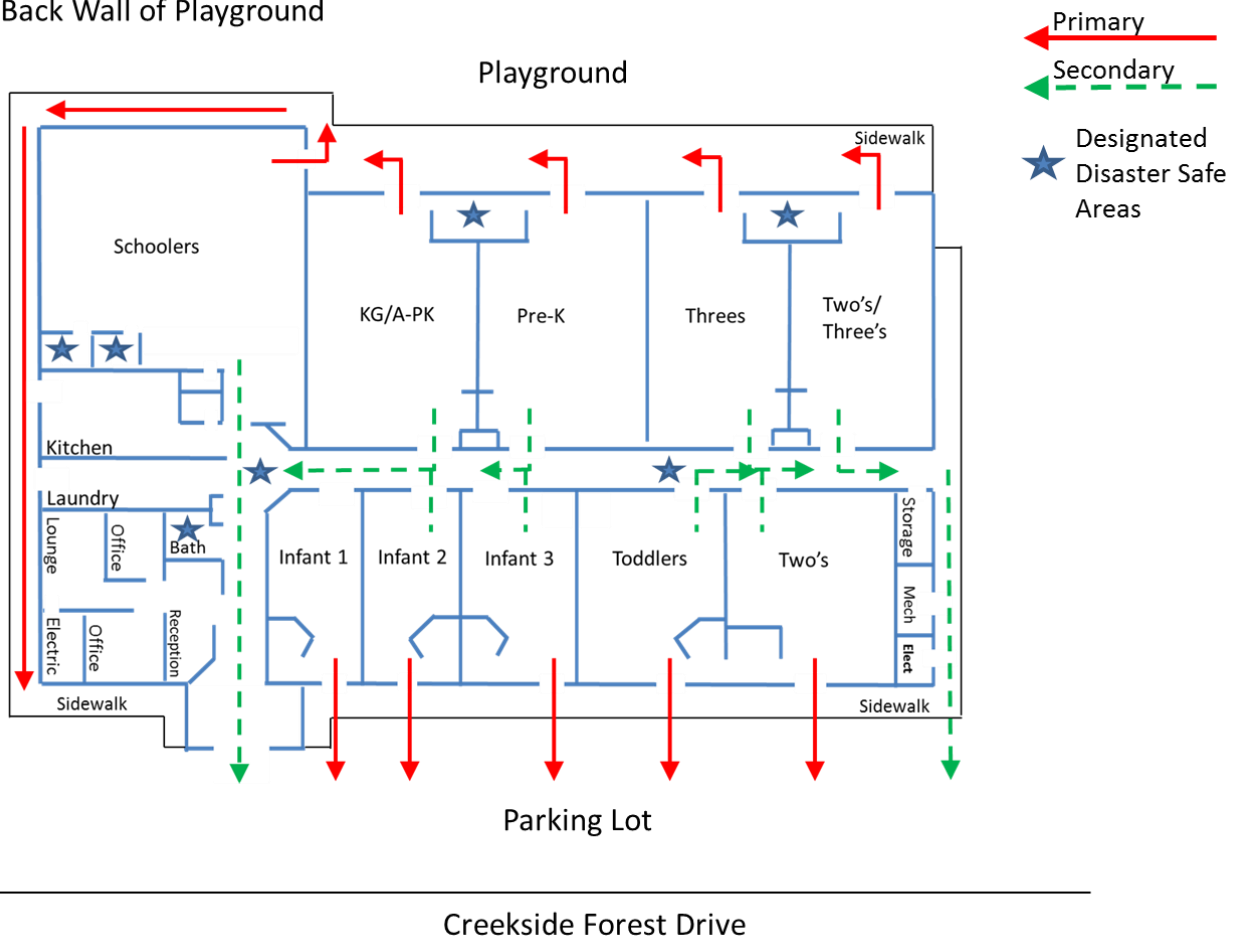 Back Wall of Playground
Primary
Secondary
Designated
Disaster Safe
Areas
Playground
Sidewalk
Schoolers
KG/A-PK
Pre-K
Threes
Two's/
Three's
Kitchen
Laundry
Lounge
Office
Bath
Infant 1
Infant 2
Infant 3
Toddlers
Two's
Storage
Mech
Elect
Electric
Office
Reception
Sidewalk
Sidewalk
Parking Lot
Creekside Forest Drive